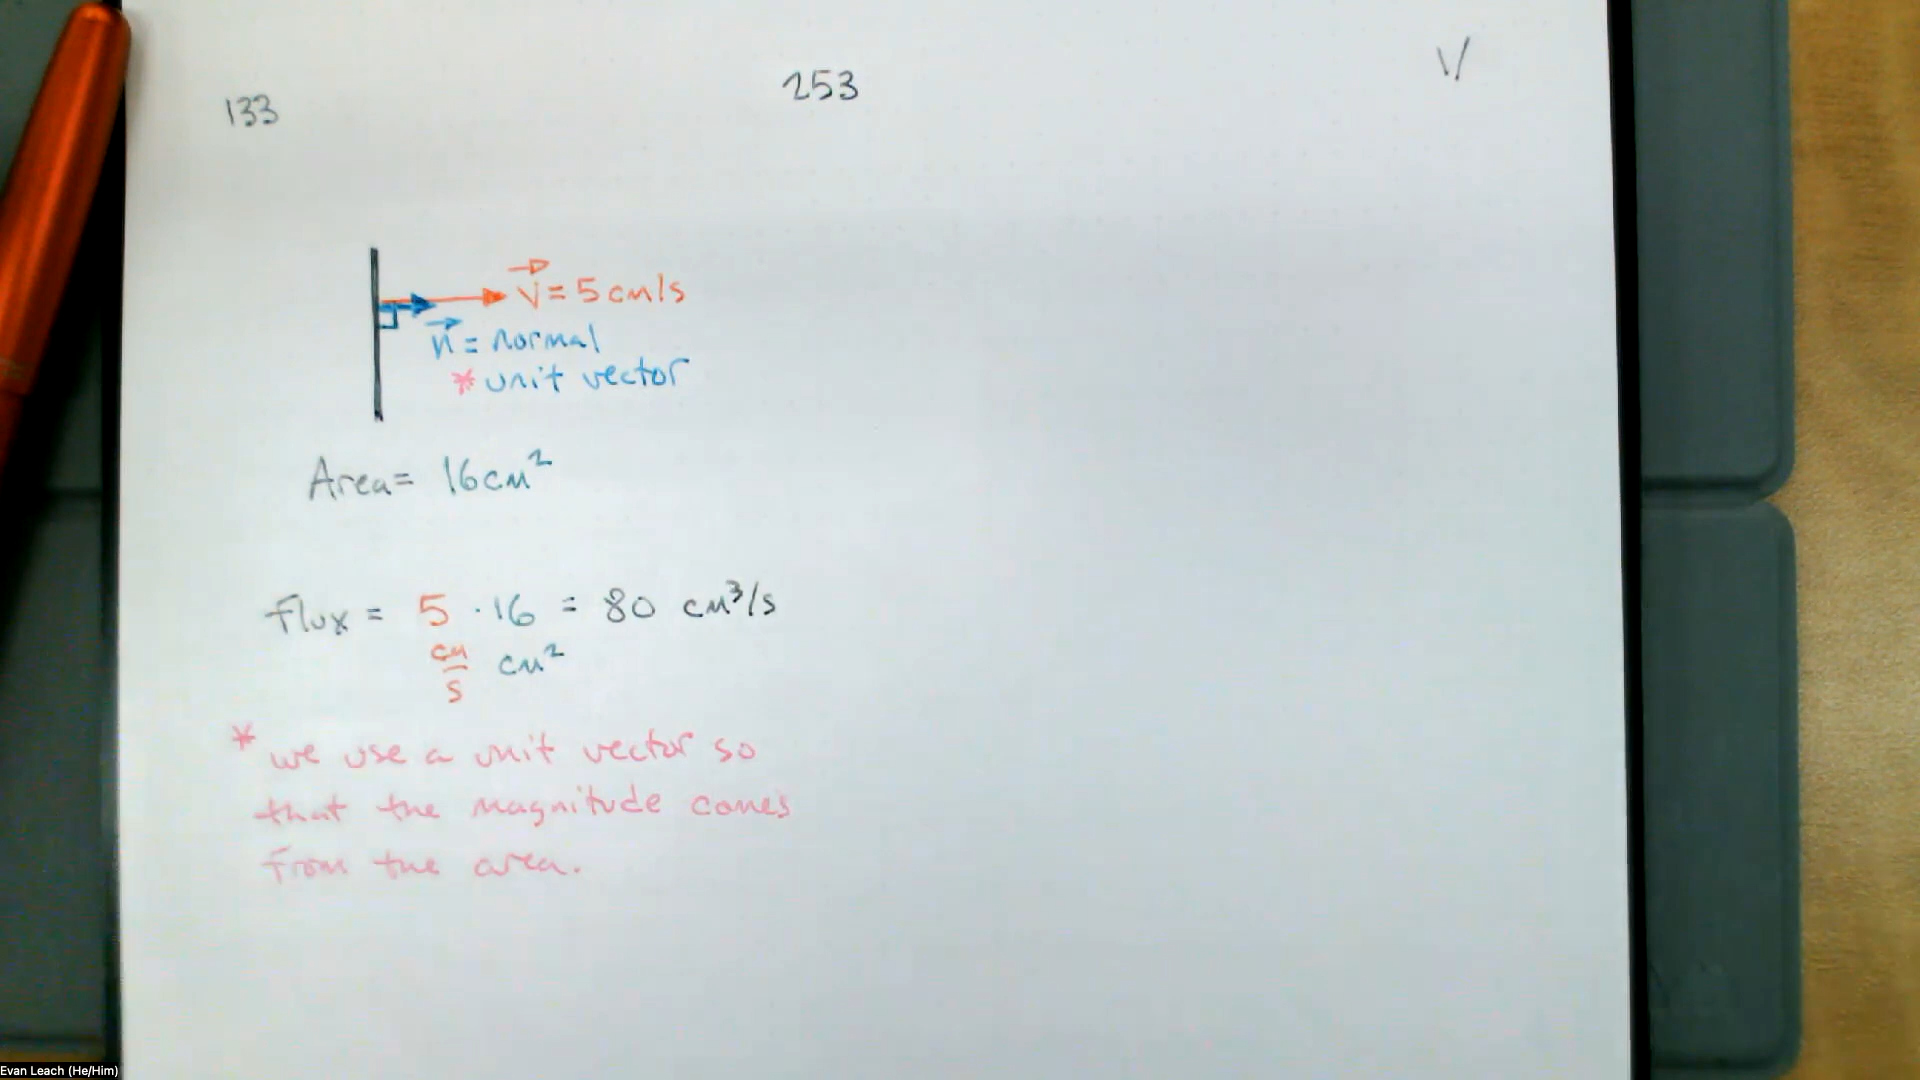 133
253
V
v = 5 cm/s
n = normal
* unit vector
Area = 16 cm²
flux = 5 · 16 = 80 cm³/s
cm/s cm²
* we use a unit vector so
that the magnitude comes
from the area.
Evan Leach (He/Him)